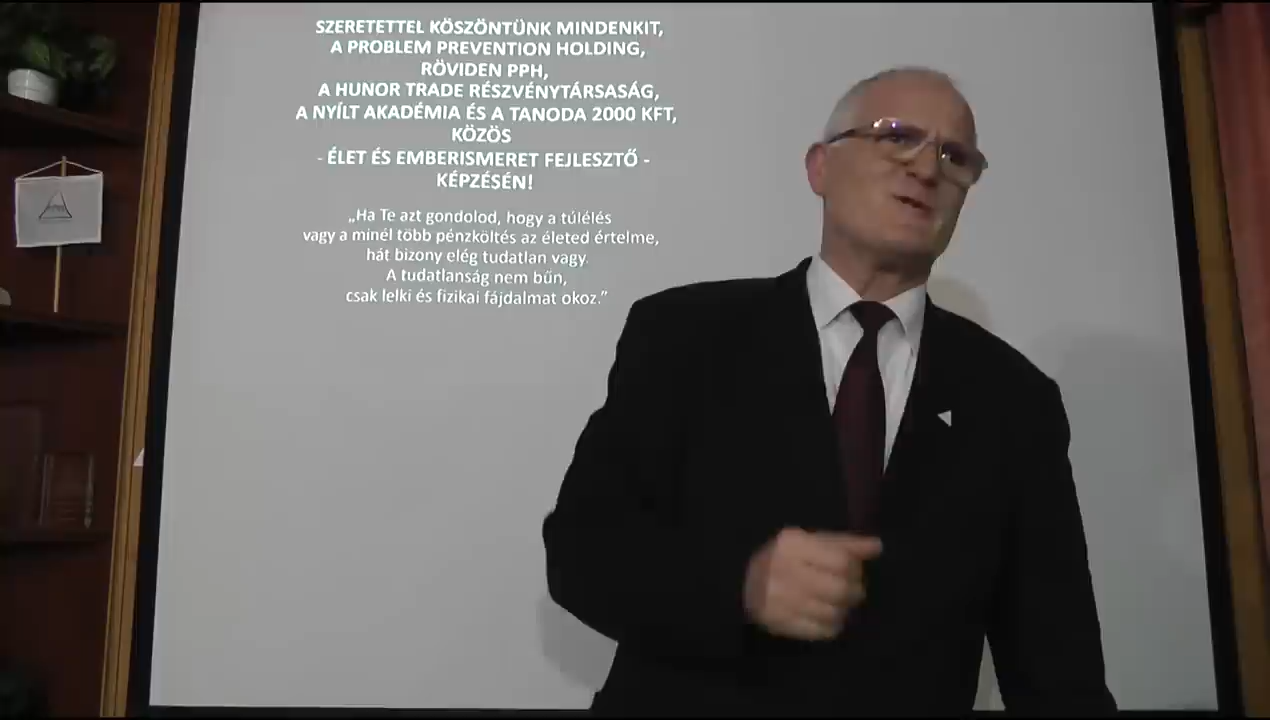 SZERETETTEL KÖSZÖNTÜNK MINDENKIT,
A PROBLEM PREVENTION HOLDING,
RÖVIDEN PPH,
A HUNOR TRADE RÉSZVÉNYTÁRSASÁG,
A NYÍLT AKADÉMIA ÉS A TANODA 2000 KFT,
KÖZÖS
- ÉLET ÉS EMBERISMERET FEJLESZTŐ -
KÉPZÉSÉN!
„Ha Te azt gondolod, hogy a túlélés
vagy a minél több pénzköltés az életed értelme,
hát bizony elég tudatlan vagy.
A tudatlanság nem bűn,
csak lelki és fizikai fájdalmat okoz.”